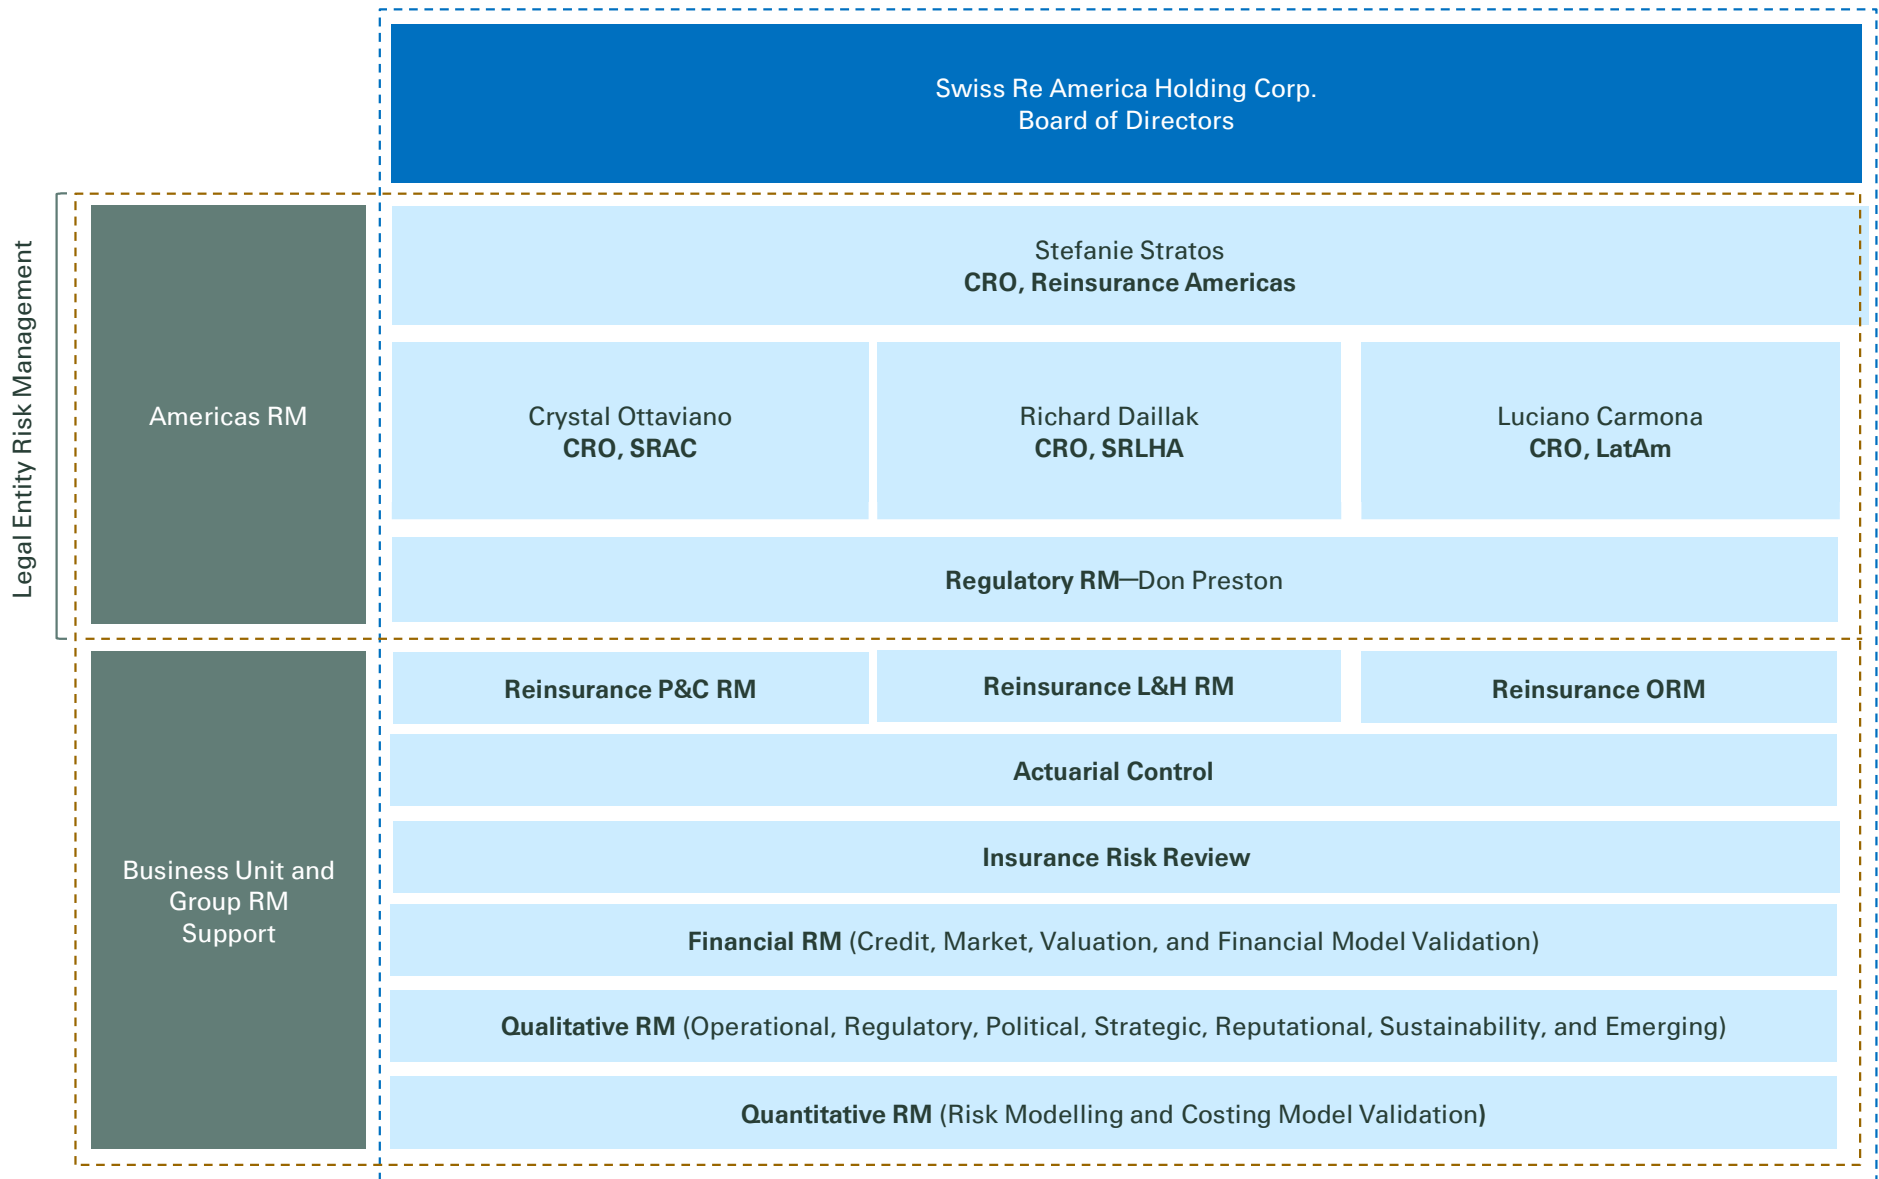 Swiss Re America Holding Corp.
Board of Directors
Legal Entity Risk Management
Americas RM
Stefanie Stratos
CRO, Reinsurance Americas
Crystal Ottaviano
CRO, SRAC
Richard Daillak
CRO, SRLHA
Luciano Carmona
CRO, LatAm
Regulatory RM—Don Preston
Business Unit and
Group RM
Support
Reinsurance P&C RM
Reinsurance L&H RM
Reinsurance ORM
Actuarial Control
Insurance Risk Review
Financial RM (Credit, Market, Valuation, and Financial Model Validation)
Qualitative RM (Operational, Regulatory, Political, Strategic, Reputational, Sustainability, and Emerging)
Quantitative RM (Risk Modelling and Costing Model Validation)